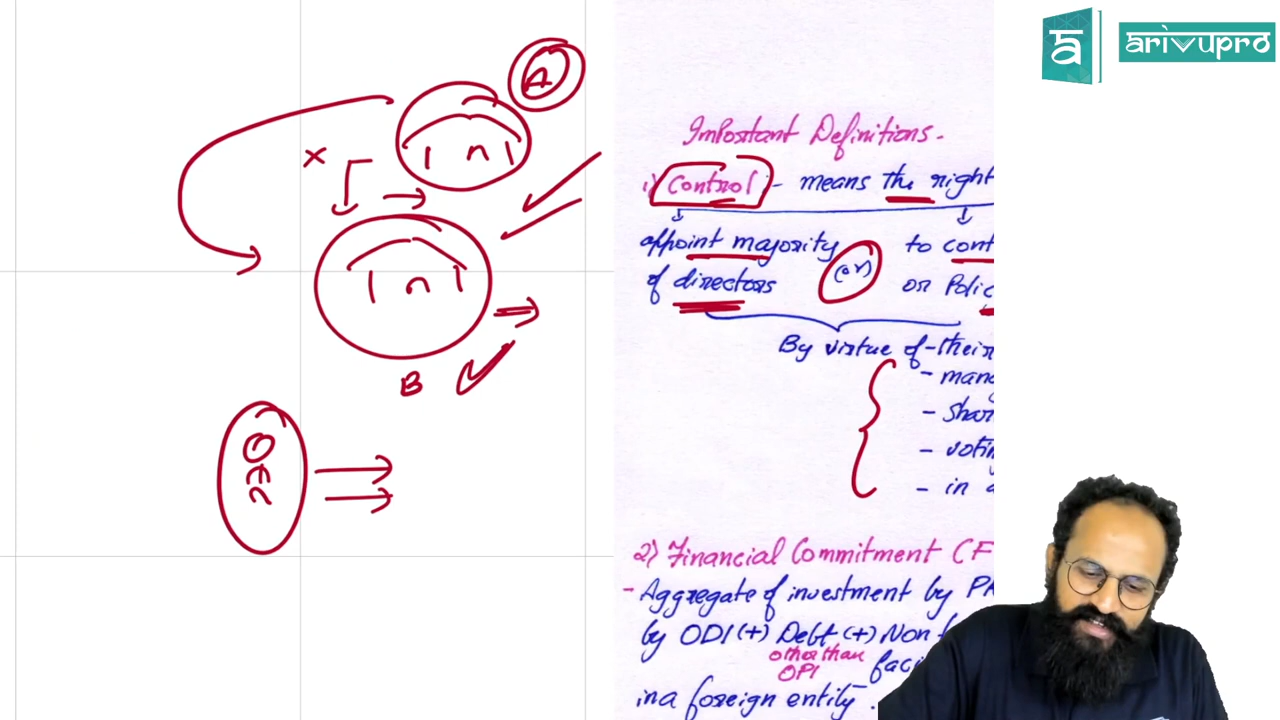 A
X
B
arivupro
Important Definitions.
1) Control - means the right
appoint majority (or) to cont
of directors or Polic
By virtue of their
- mana
- Shar
- votin
- in a
2) Financial Commitment CF
- Aggregate of investment by
by ODI (+) Debt (+) Non f
other than
OPI faci
in a foreign entity.